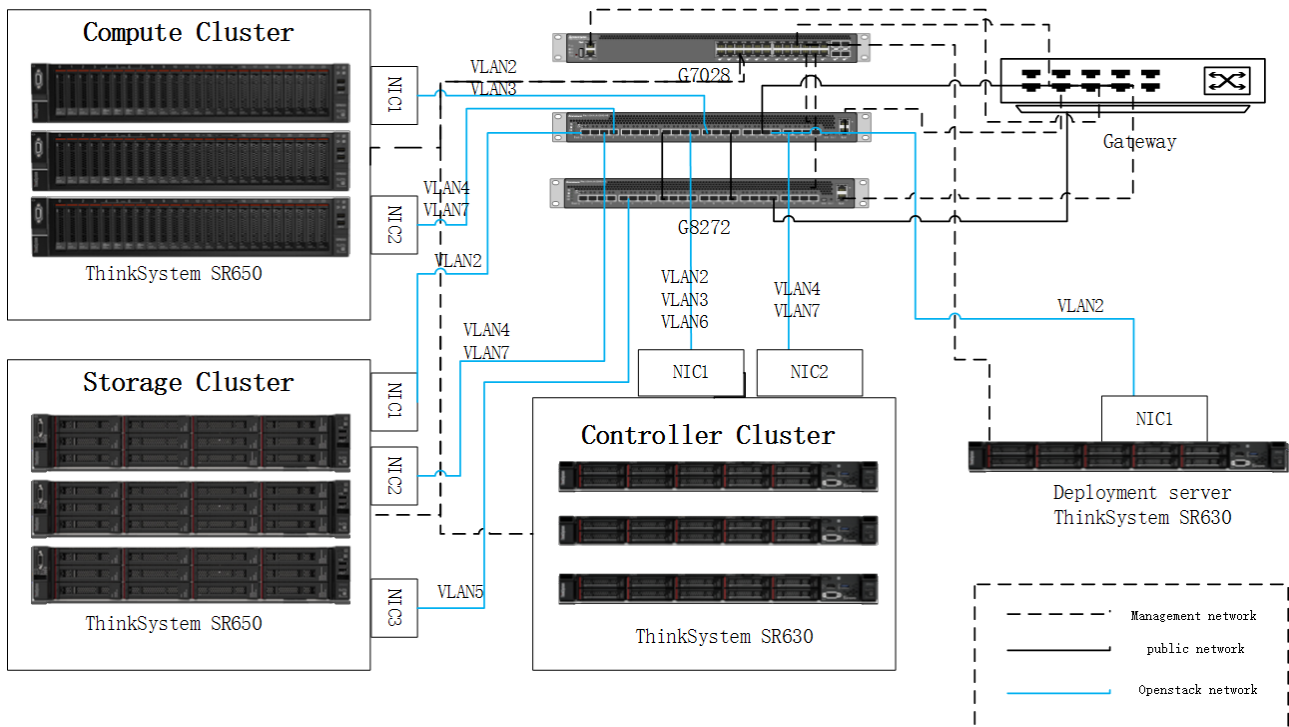 Compute Cluster
NIC1
NIC2
ThinkSystem SR650
VLAN2
VLAN3
VLAN4
VLAN7
VLAN2
G7028
G8272
Gateway
VLAN2
VLAN3
VLAN6
VLAN4
VLAN7
VLAN2
VLAN4
VLAN7
Storage Cluster
NIC1
NIC2
NIC3
VLAN5
ThinkSystem SR650
NIC1
NIC2
Controller Cluster
ThinkSystem SR630
NIC1
Deployment server
ThinkSystem SR630
Management network
public network
Openstack network